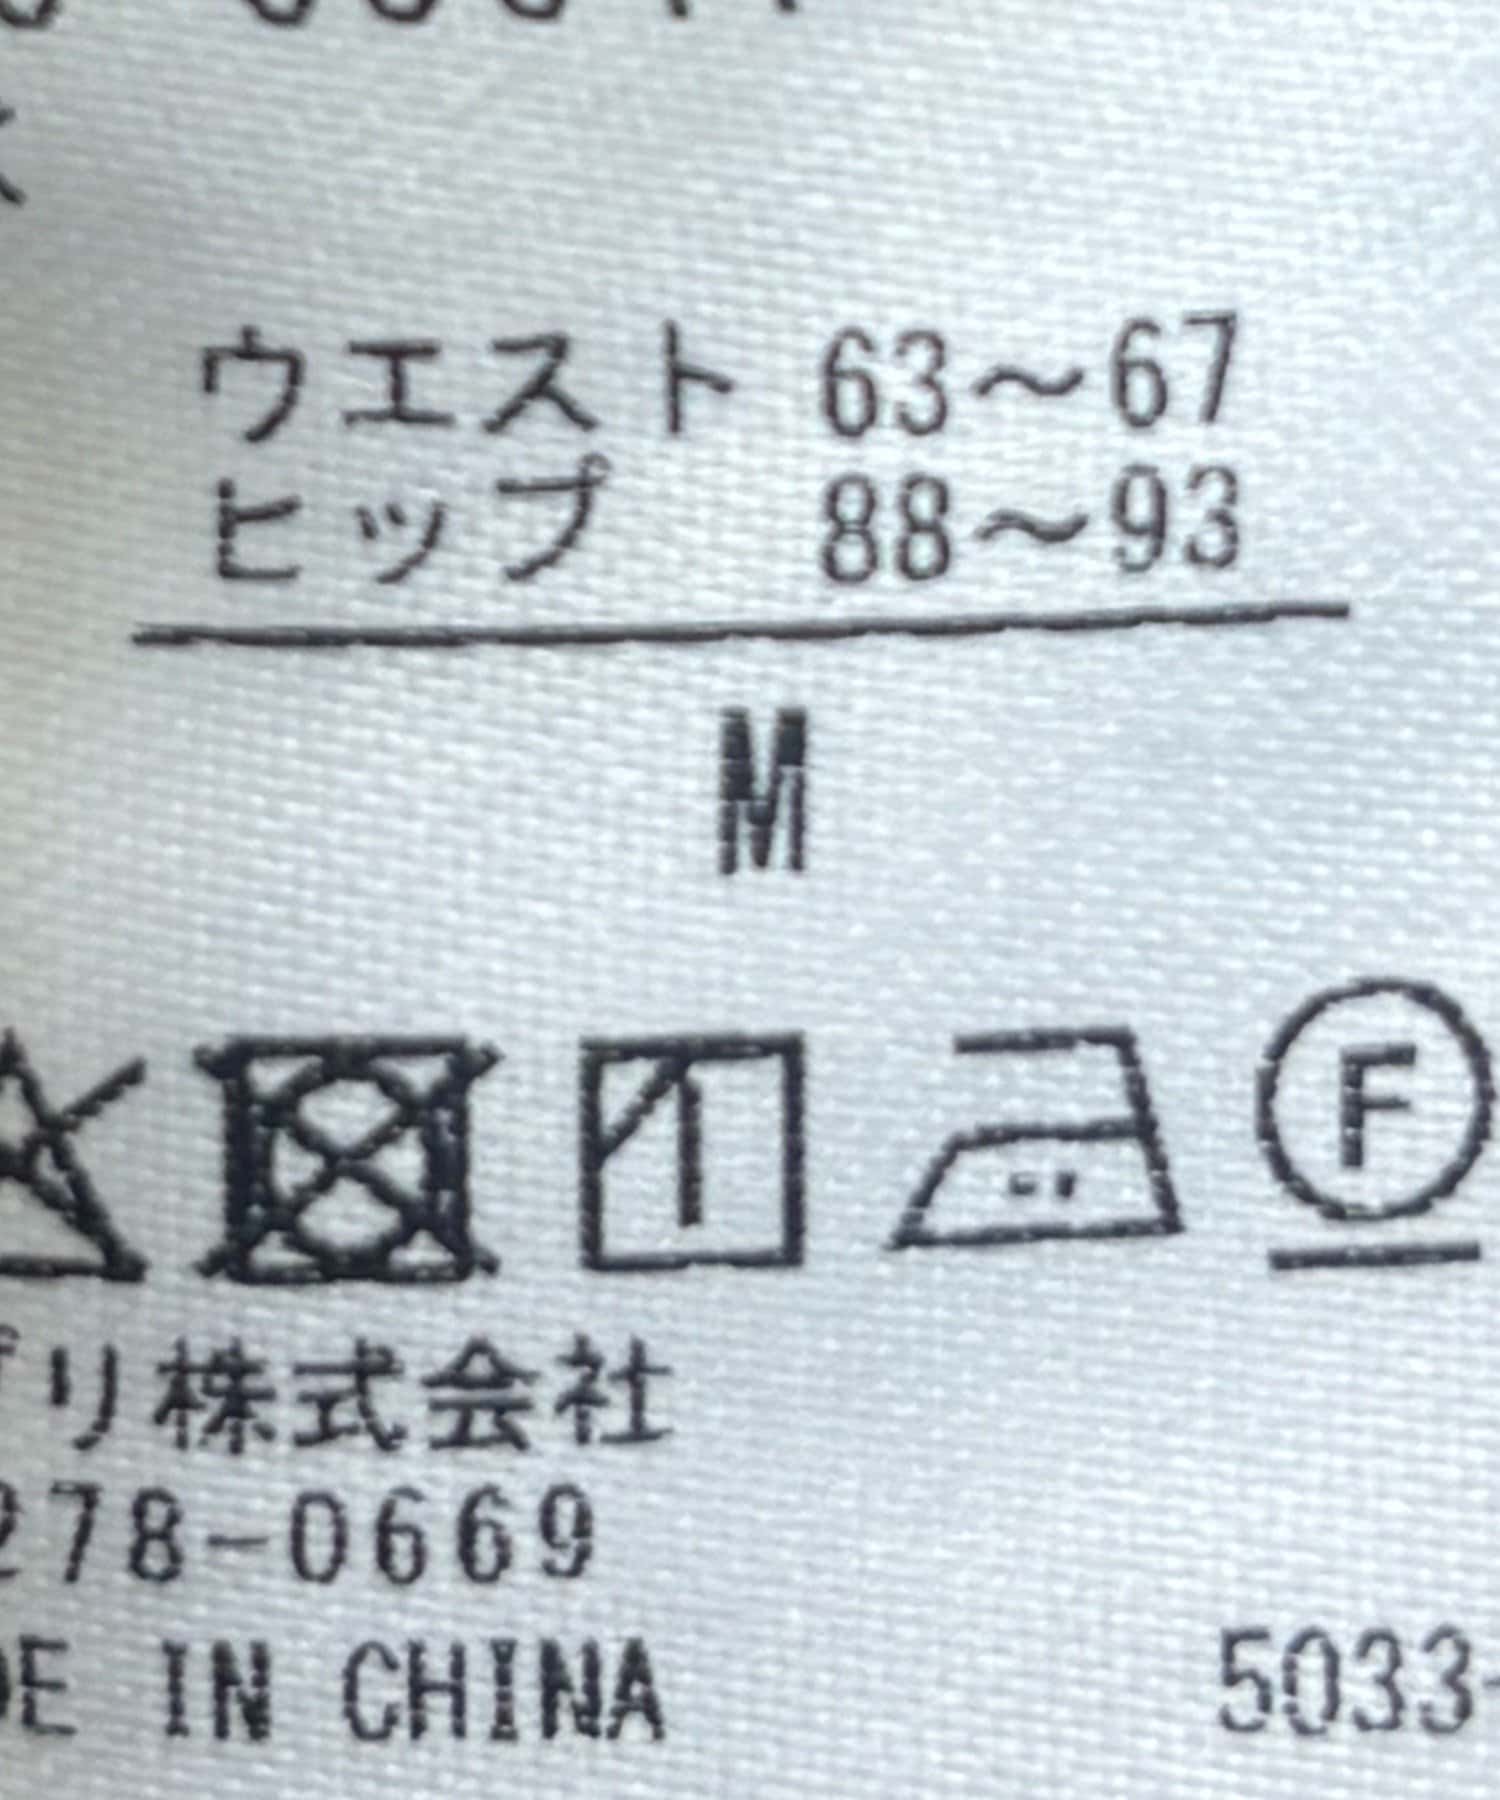 ウエスト 63～67
ヒップ 88～93
M
F
リ株式会社
278-0669
DE IN CHINA
5033-